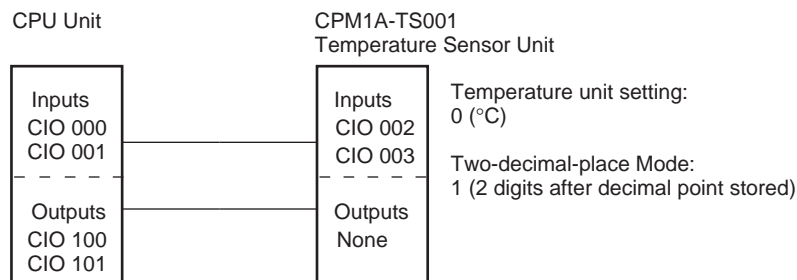 CPU Unit
CPM1A-TS001
Temperature Sensor Unit
Inputs
CIO 000
CIO 001
Outputs
CIO 100
CIO 101
Inputs
CIO 002
CIO 003
Outputs
None
Temperature unit setting:
0 (°C)
Two-decimal-place Mode:
1 (2 digits after decimal point stored)